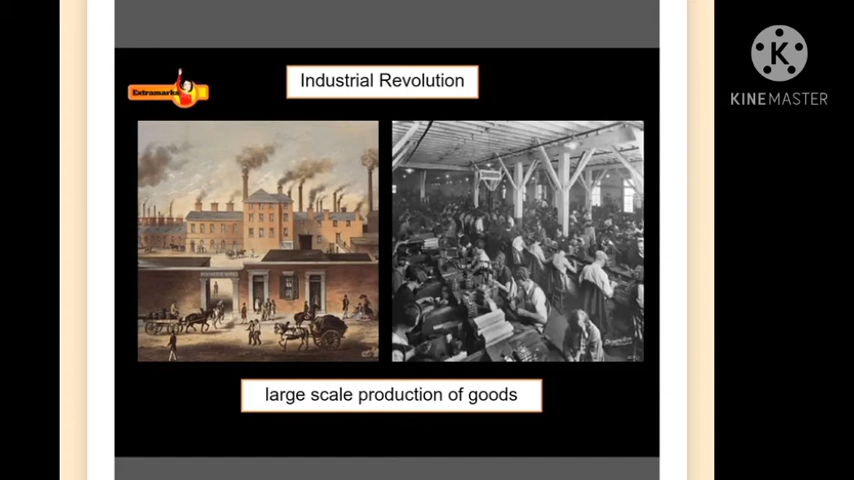 Industrial Revolution
Extramarks
KINEMASTER
large scale production of goods